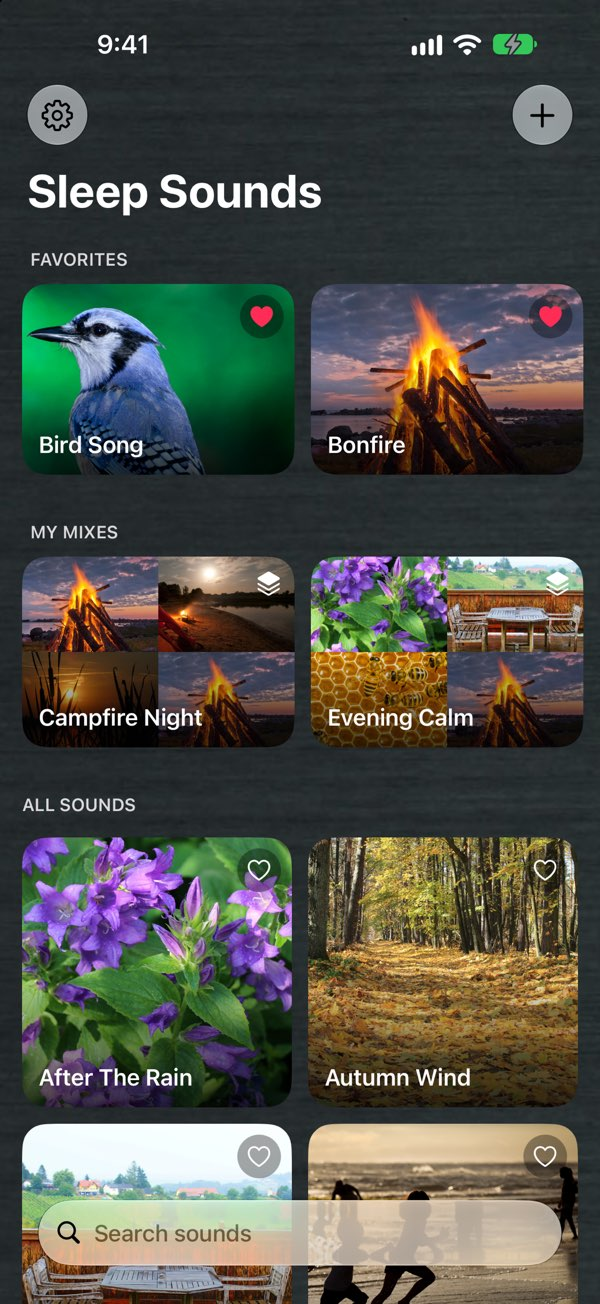 9:41
Sleep Sounds
FAVORITES
Bird Song
Bonfire
MY MIXES
Campfire Night
Evening Calm
ALL SOUNDS
After The Rain
Autumn Wind
Search sounds